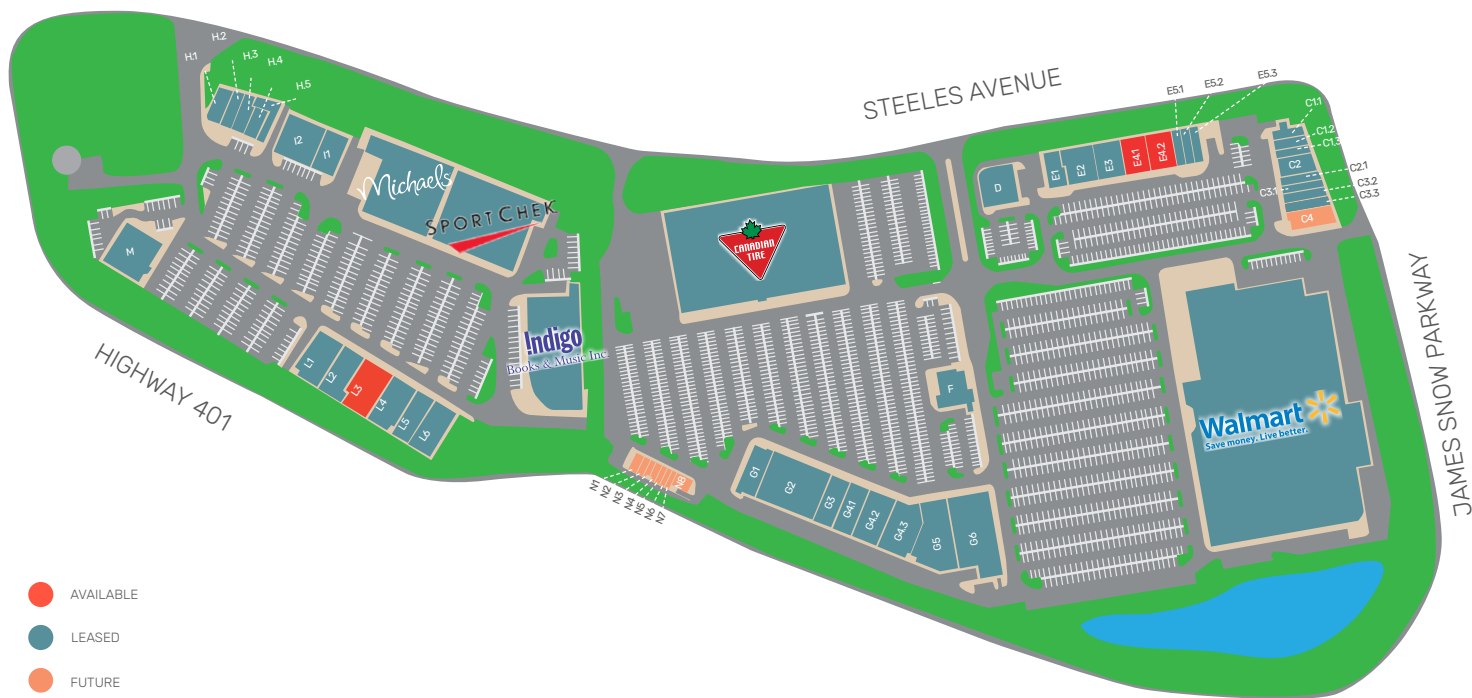 H.2
H.1
H.3
H.4
H.5
I2
I1
Michaels
SPORTCHEK
M
HIGHWAY 401
L1
L2
L3
L4
L5
L6
!ndigo
Books & Music Inc
STEELES AVENUE
CANADIAN
TIRE
D
E1
E2
E3
E4.1
E4.2
E5.1
E5.2
E5.3
C1.1
C1.2
C1.3
C2
C2.1
C3.1
C3.2
C3.3
C4
JAMES SNOW PARKWAY
Walmart
Save money. Live better.
F
N1
N2
N3
N4
N5
N6
N7
N8
G1
G2
G3
G4.1
G4.2
G4.3
G5
G6
AVAILABLE
LEASED
FUTURE